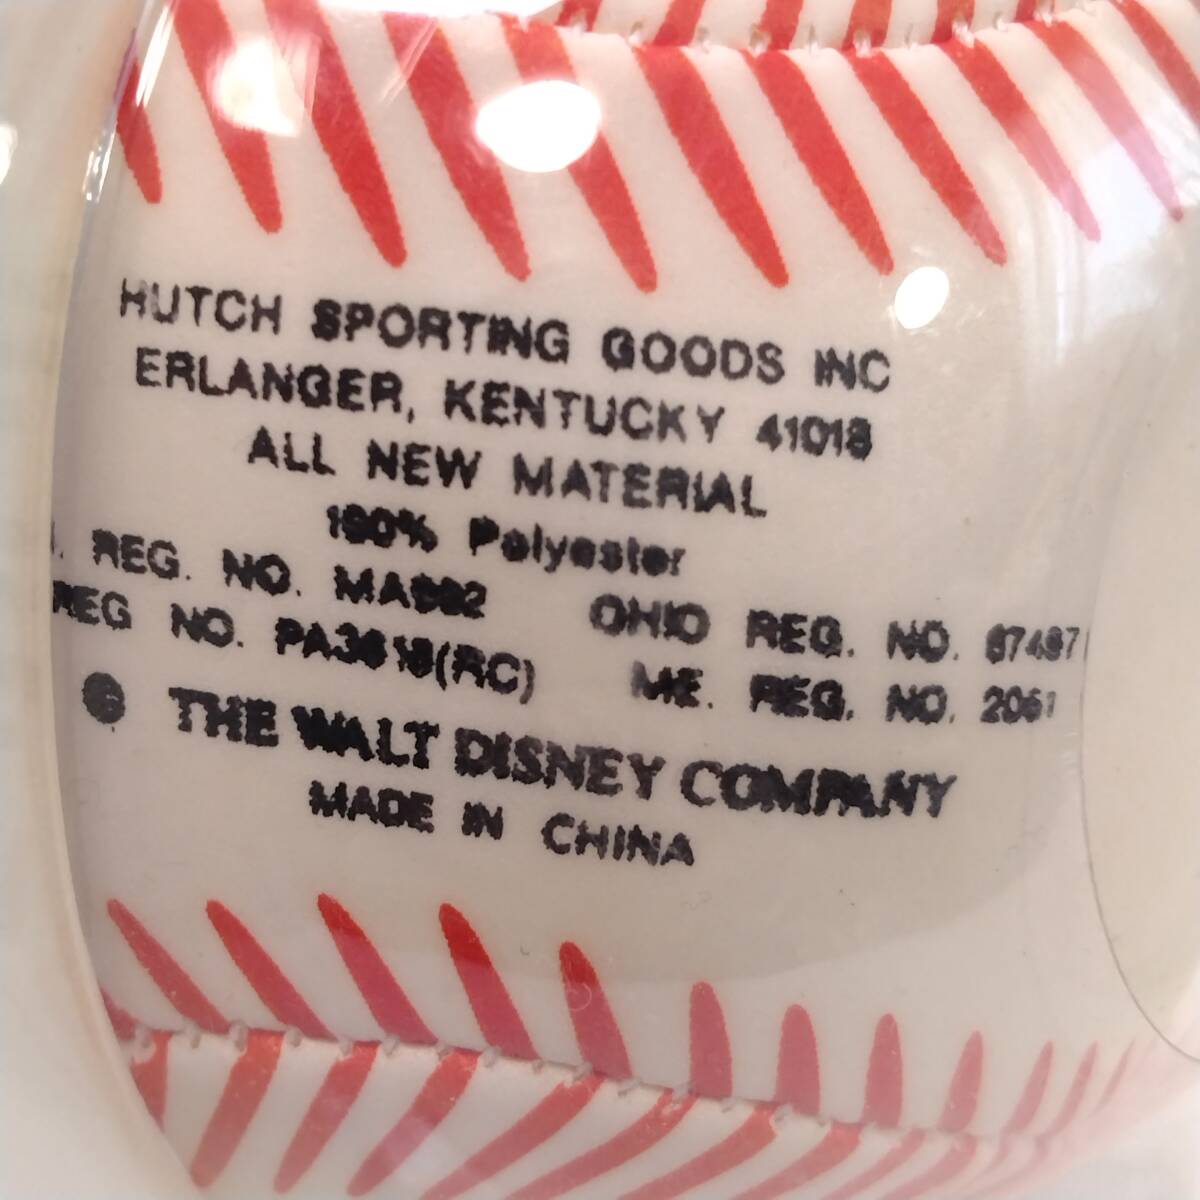 HUTCH SPORTING GOODS INC
ERLANGER, KENTUCKY 41018
ALL NEW MATERIAL
100% Polyester
REG. NO. OHIO REG. NO.
REG NO. ME. REG. NO.
© THE WALT DISNEY COMPANY
MADE IN CHINA